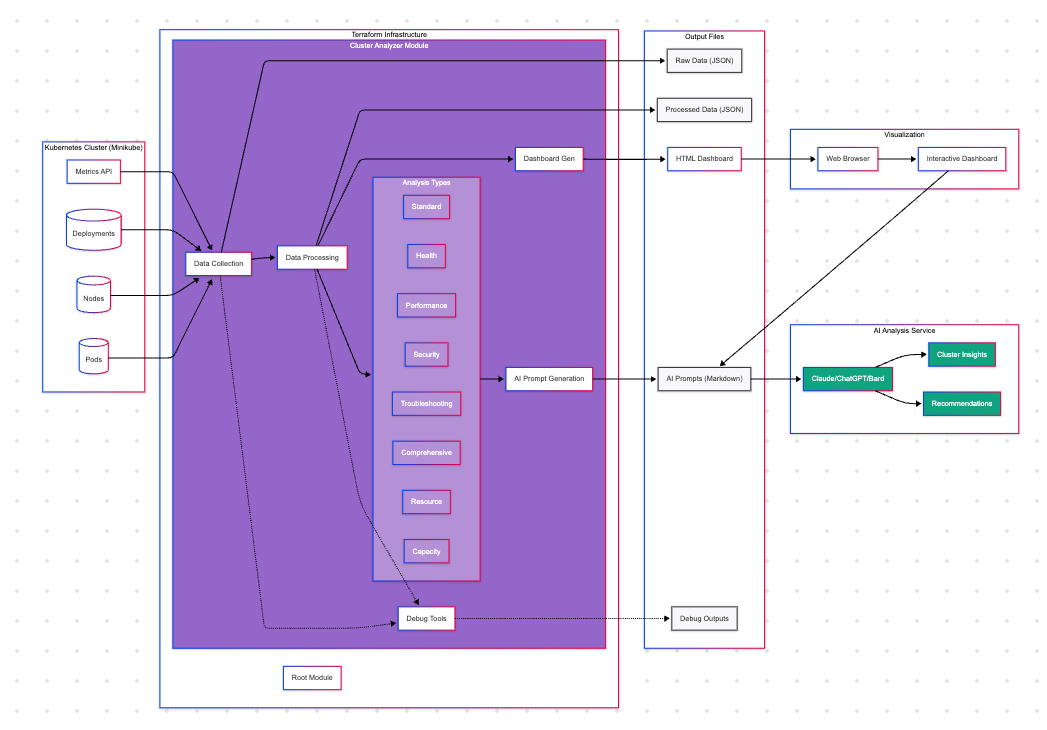 Terraform Infrastructure
Cluster Analyzer Module
Output Files
Raw Data (JSON)
Processed Data (JSON)
Visualization
Kubernetes Cluster (Minikube)
Metrics API
Dashboard Gen
HTML Dashboard
Web Browser
Interactive Dashboard
Analysis Types
Standard
Deployments
Health
Data Collection
Data Processing
Nodes
Performance
Pods
Security
AI Analysis Service
Cluster Insights
AI Prompt Generation
AI Prompts (Markdown)
Claude/ChatGPT/Bard
Troubleshooting
Recommendations
Comprehensive
Resource
Capacity
Debug Tools
Debug Outputs
Root Module